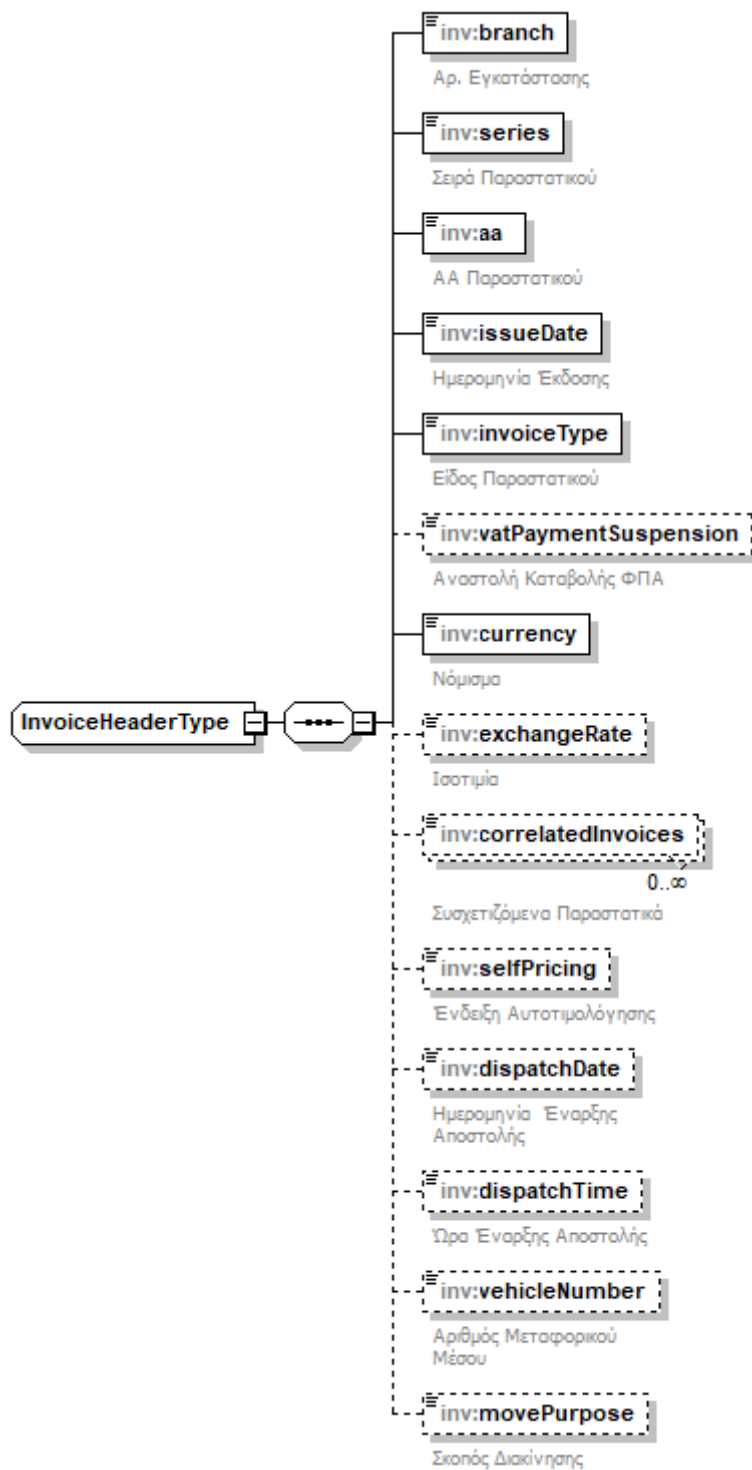 inv:branch
Αρ. Εγκατάστασης
inv:series
Σειρά Παραστατικού
inv:aa
ΑΑ Παραστατικού
inv:issueDate
Ημερομηνία Έκδοσης
inv:invoiceType
Είδος Παραστατικού
inv:vatPaymentSuspension
Αναστολή Καταβολής ΦΠΑ
inv:currency
Νόμισμα
InvoiceHeaderType
inv:exchangeRate
Ισοτιμία
inv:correlatedInvoices
0..∞
Συσχετιζόμενα Παραστατικά
inv:selfPricing
Ένδειξη Αυτοτιμολόγησης
inv:dispatchDate
Ημερομηνία Έναρξης
Αποστολής
inv:dispatchTime
Ώρα Έναρξης Αποστολής
inv:vehicleNumber
Αριθμός Μεταφορικού
Μέσου
inv:movePurpose
Σκοπός Διακίνησης